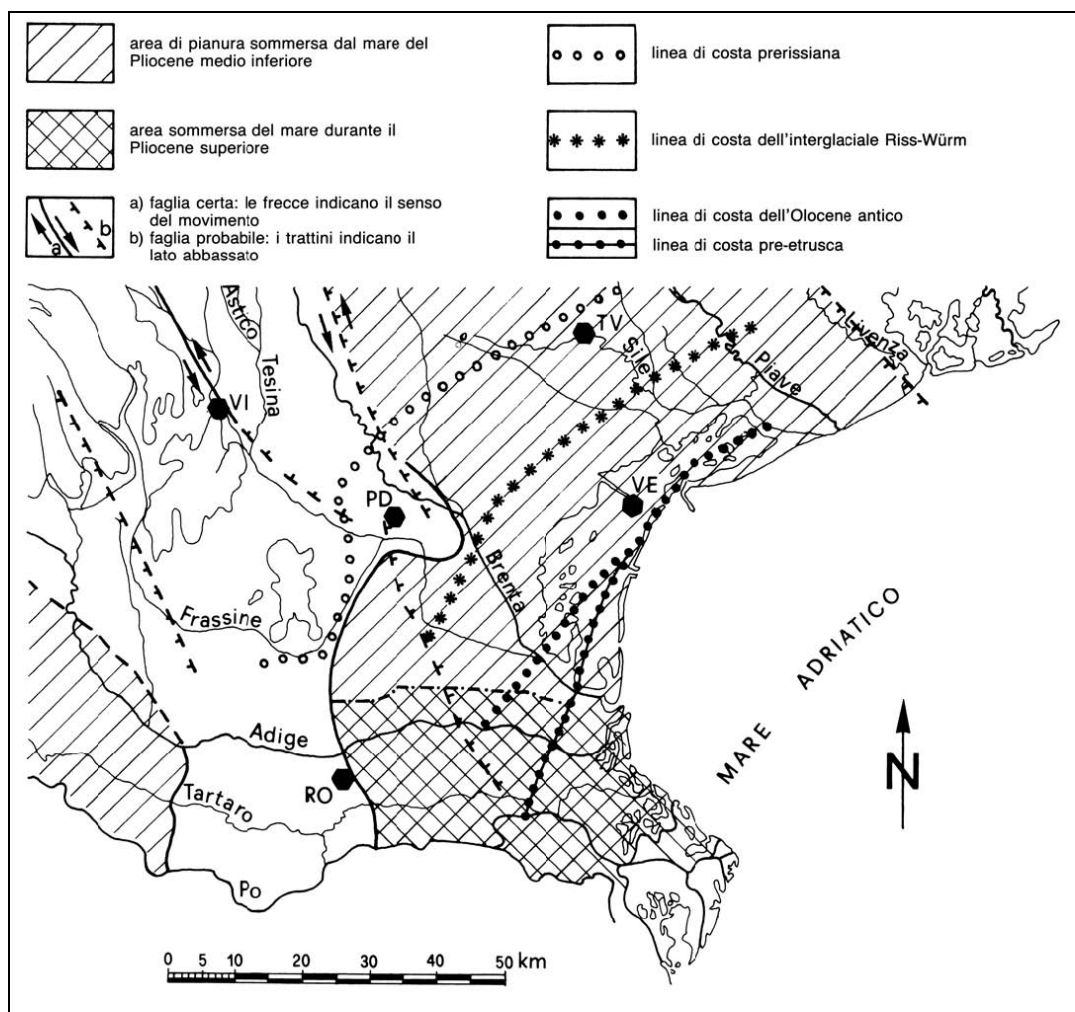 area di pianura sommersa dal mare del
Pliocene medio inferiore
area sommersa del mare durante il
Pliocene superiore
a
b
a) faglia certa: le frecce indicano il senso
del movimento
b) faglia probabile: i trattini indicano il
lato abbassato
linea di costa prerissiana
linea di costa dell'interglaciale Riss-Würm
linea di costa dell'Olocene antico
linea di costa pre-etrusca
Astico
Tesina
VI
TV
Sile
Piave
Livenza
PD
VE
Brenta
Frassine
Adige
RO
Tartaro
Po
MARE ADRIATICO
N
0 10 20 30 40 50 km